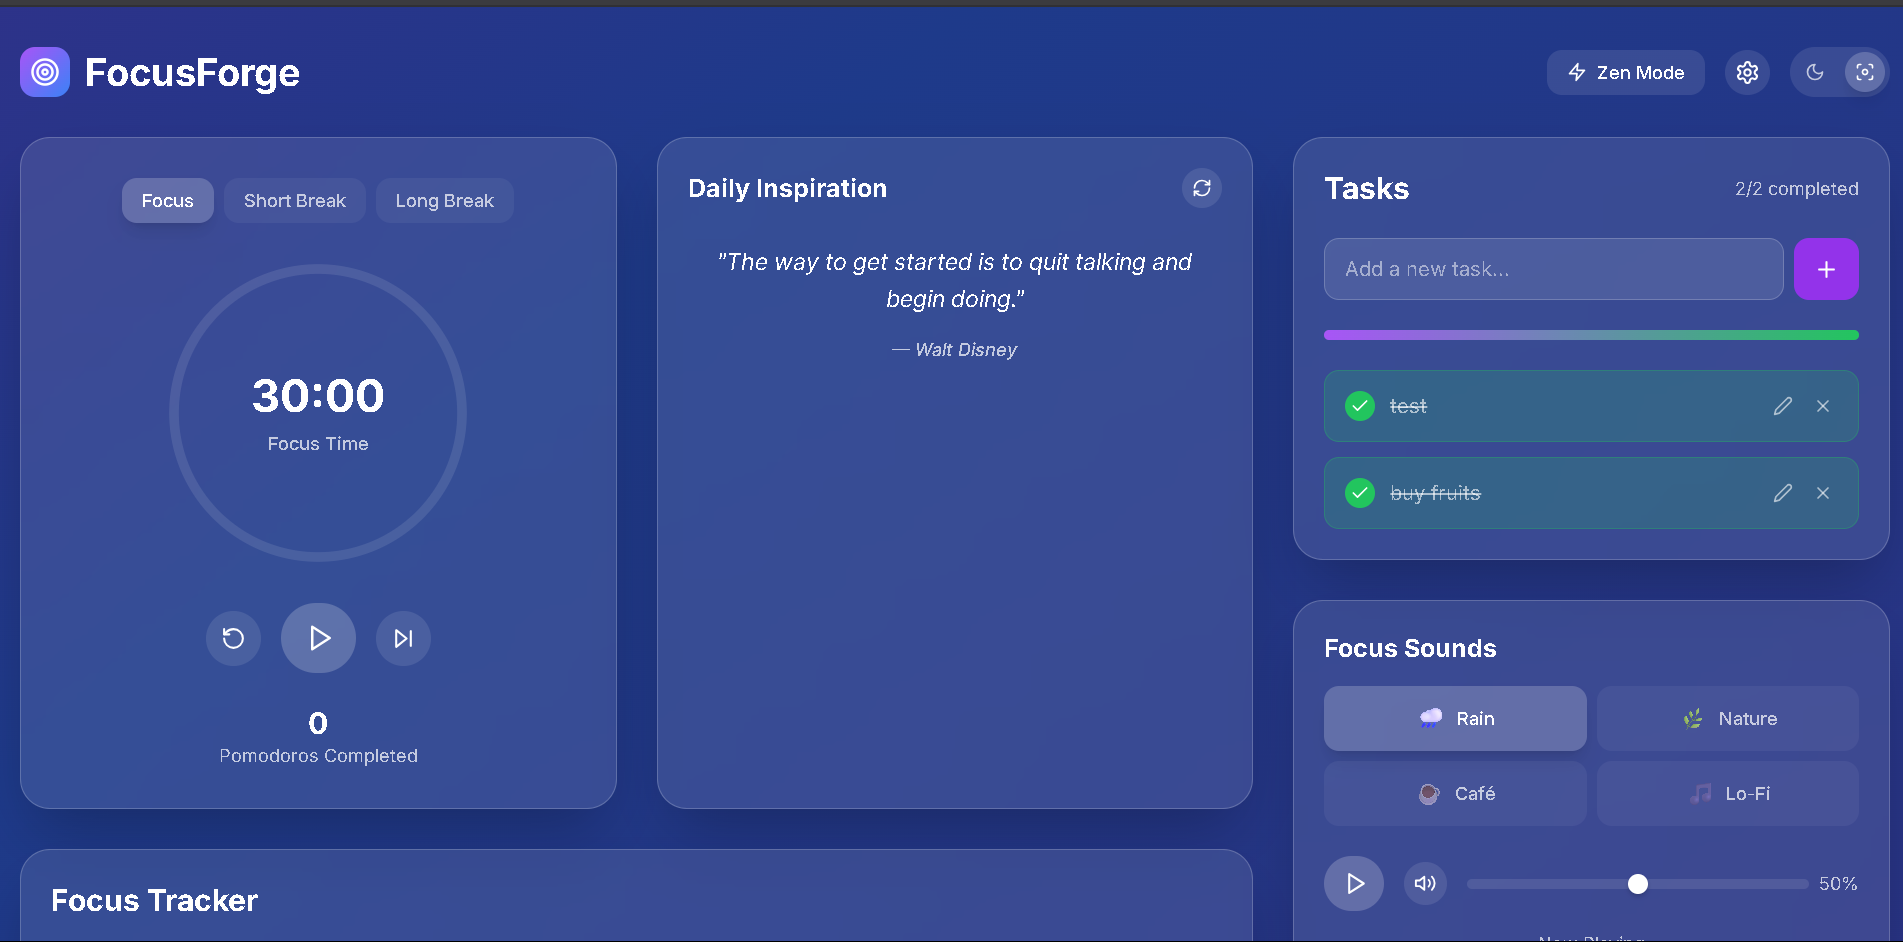 FocusForge
Zen Mode
Focus
Short Break
Long Break
30:00
Focus Time
0
Pomodoros Completed
Daily Inspiration
"The way to get started is to quit talking and
begin doing."
— Walt Disney
Tasks
2/2 completed
Add a new task...
test
buy fruits
Focus Sounds
Rain
Nature
Café
Lo-Fi
50%
Now Playing
Focus Tracker